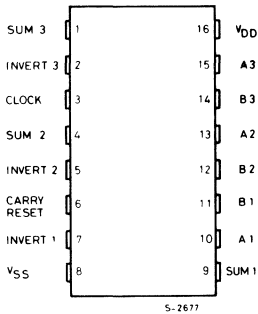 SUM 3 1 16 VDD
INVERT 3 2 15 A3
CLOCK 3 14 B3
SUM 2 4 13 A2
INVERT 2 5 12 B2
CARRY
RESET 6 11 B1
INVERT 1 7 10 A1
VSS 8 9 SUM 1
S-2677